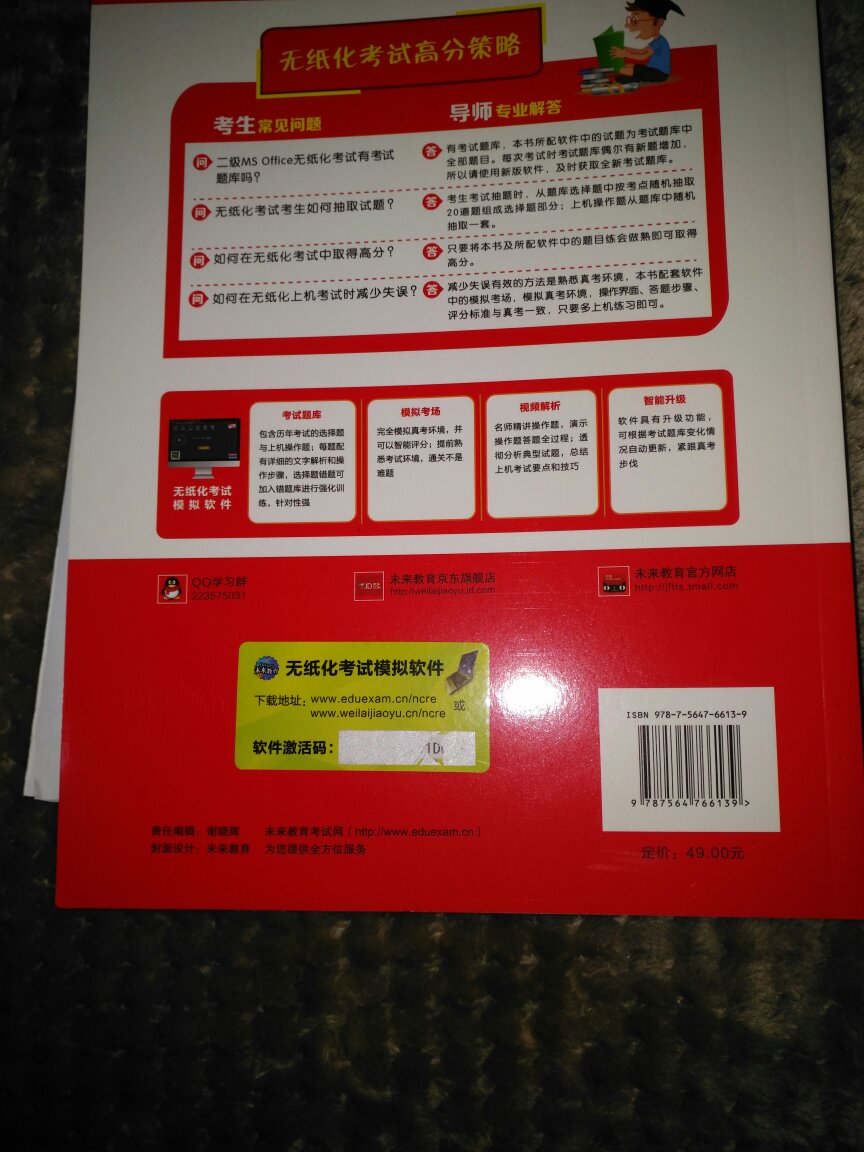 无纸化考试高分策略
考生常见问题
导师专业解答
问 二级MS Office无纸化考试有考试
题库吗?
答 有考试题库,本书所配软件中的试题为考试题库中
全部题目。每次考试时考试题库偶尔有新题增加,
所以请使用新版软件,及时获取全新考试题库。
问 无纸化考试考生如何抽取试题?
答 考生考试抽题时,从题库选择题中按考点随机抽取
20道题组成选择题部分;上机操作题从题库中随机
抽取一套。
问 如何在无纸化考试中取得高分?
答 只要将本书及所配软件中的题目练会做熟即可取得
高分。
问 如何在无纸化上机考试时减少失误?
答 减少失误有效的方法是熟悉真考环境,本书配套软件
中的模拟考场,模拟真考环境,操作界面、答题步骤、
评分标准与真考一致,只要多上机练习即可。
无纸化考试
模拟软件
考试题库
包含历年考试的选择题
与上机操作题;每题配
有详细的文字解析和操
作步骤,选择题错题可
加入错题库进行强化训
练,针对性强
模拟考场
完全模拟真考环境,并
可以智能评分;提前熟
悉考试环境,通关不是
难题
视频解析
名师精讲操作题,演示
操作题答题全过程;透
彻分析典型试题,总结
上机考试要点和技巧
智能升级
软件具有升级功能,
可根据考试题库变化情
况自动更新,紧跟真考
步伐
QQ学习群
223575031
JD
未来教育京东旗舰店
http://weilaijiaoyu.jd.com
未来教育官方网店
http://jftts.tmall.com
未来教育
无纸化考试模拟软件
下载地址:www.eduexam.cn/ncre 或
www.weilaijiaoyu.cn/ncre
软件激活码: 1D
ISBN 978-7-5647-6613-9
9 787564 766139 >
定价:49.00元
责任编辑:谢晓辉 未来教育考试网(http://www.eduexam.cn)
封面设计:未来教育 为您提供全方位服务